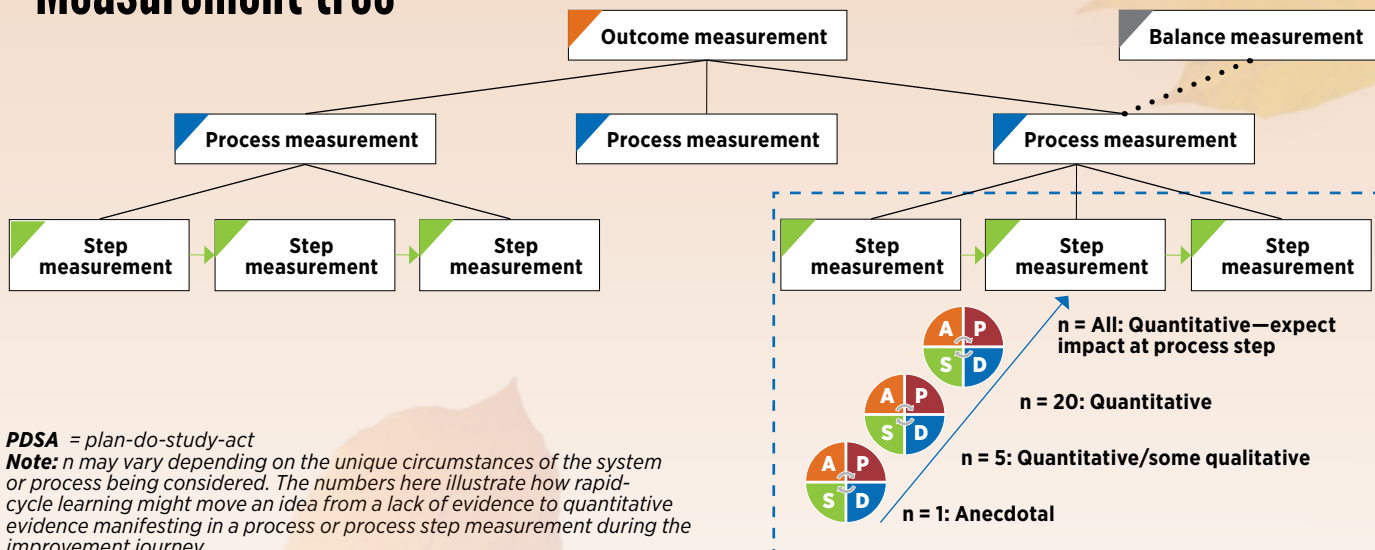 Measurement tree
Outcome measurement
Balance measurement
Process measurement
Process measurement
Process measurement
Step
measurement
Step
measurement
Step
measurement
Step
measurement
Step
measurement
Step
measurement
A P
S D
A P
S D
A P
S D
n = All: Quantitative—expect
impact at process step
n = 20: Quantitative
n = 5: Quantitative/some qualitative
n = 1: Anecdotal
PDSA = plan-do-study-act
Note: n may vary depending on the unique circumstances of the system
or process being considered. The numbers here illustrate how rapid-
cycle learning might move an idea from a lack of evidence to quantitative
evidence manifesting in a process or process step measurement during the
improvement journey